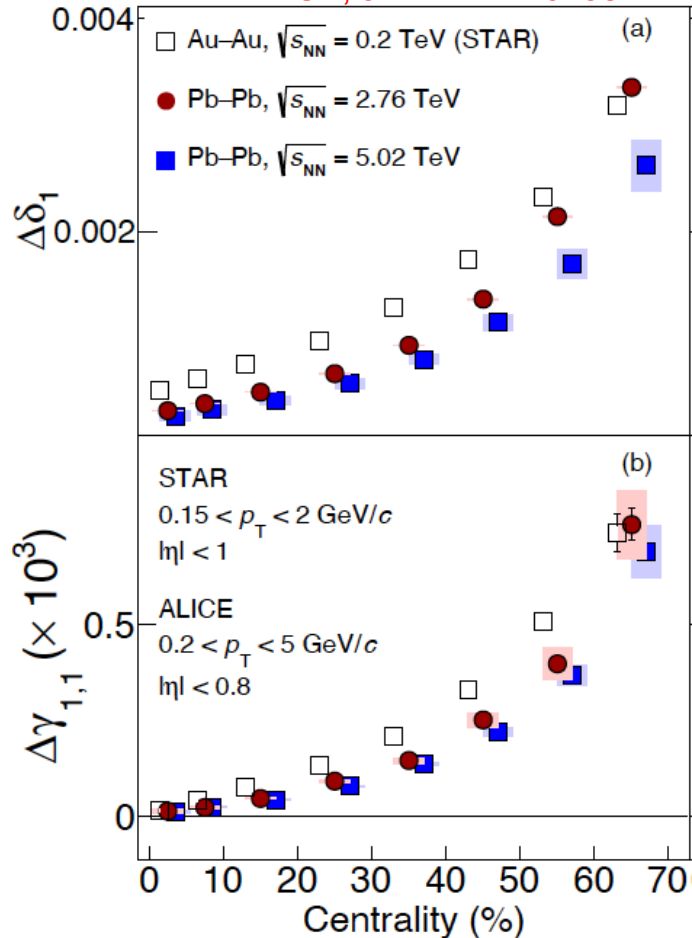 0.004
(a)
Au–Au, √sNN = 0.2 TeV (STAR)
Pb–Pb, √sNN = 2.76 TeV
Pb–Pb, √sNN = 5.02 TeV
Δδ1
0.002
(b)
STAR
0.15 < pT < 2 GeV/c
|η| < 1
ALICE
0.2 < pT < 5 GeV/c
|η| < 0.8
Δγ1,1 (× 10³)
0.5
0
0 10 20 30 40 50 60 70
Centrality (%)